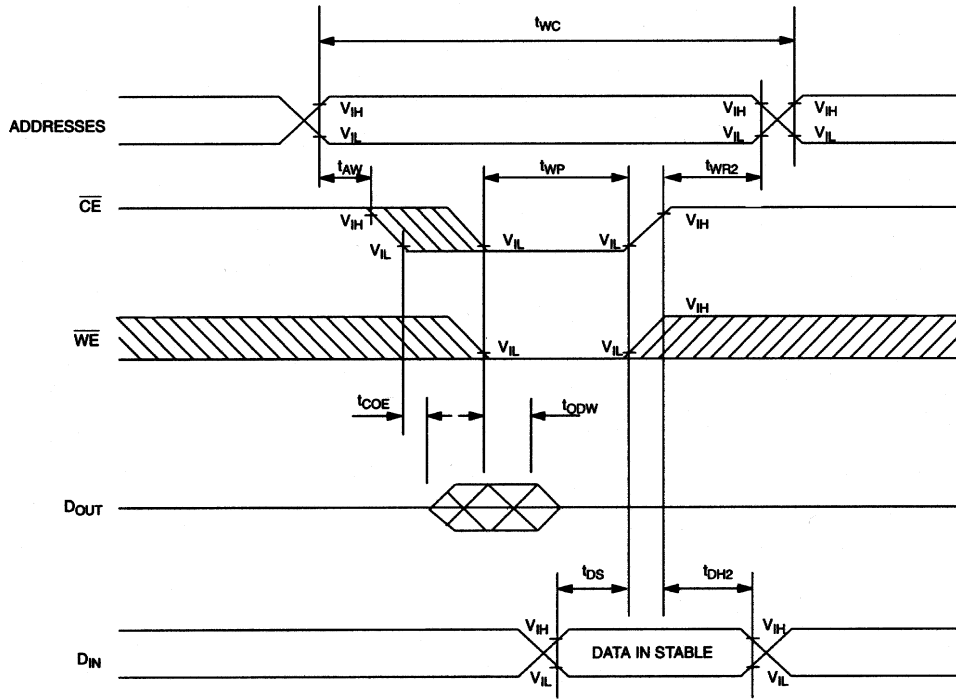 tWC
ADDRESSES
VIH VIH VIH
VIL VIL VIL
tAW tWP tWR2
CE
VIH VIH
VIL VIL VIL
WE
VIH
VIL VIL
tCOE tODW
DOUT
tDS tDH2
DIN
VIH DATA IN STABLE VIH
VIL VIL